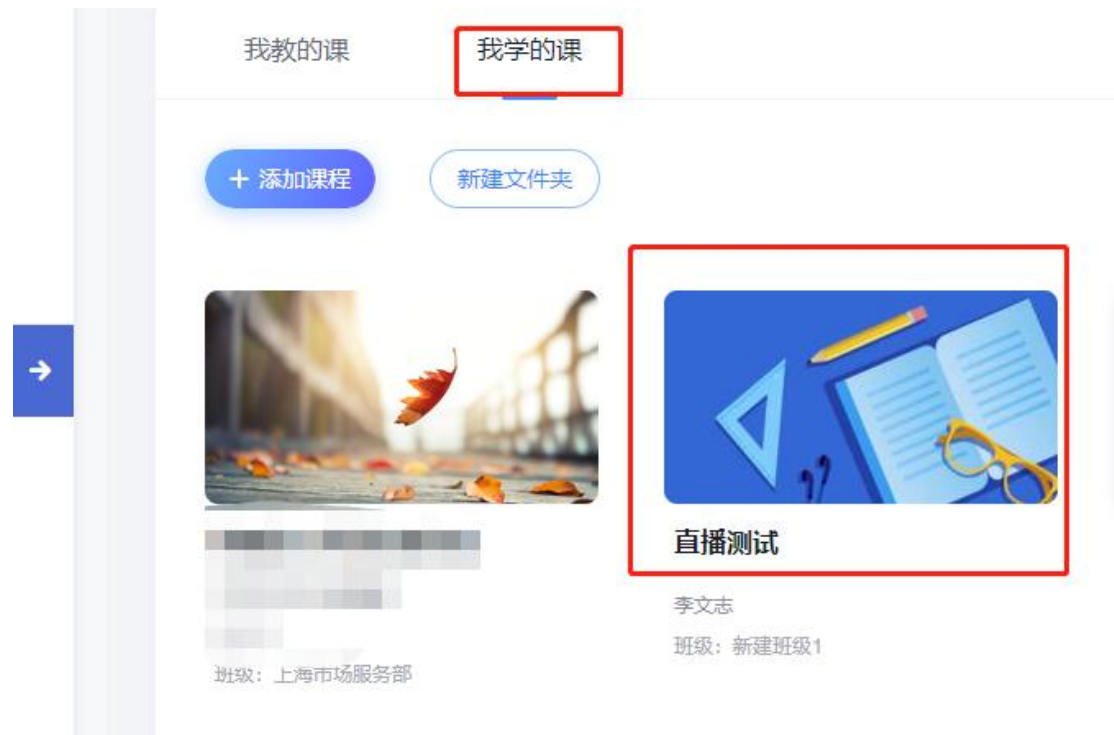 我教的课
我学的课
+ 添加课程
新建文件夹
班级：上海市场服务部
直播测试
李文志
班级：新建班级1